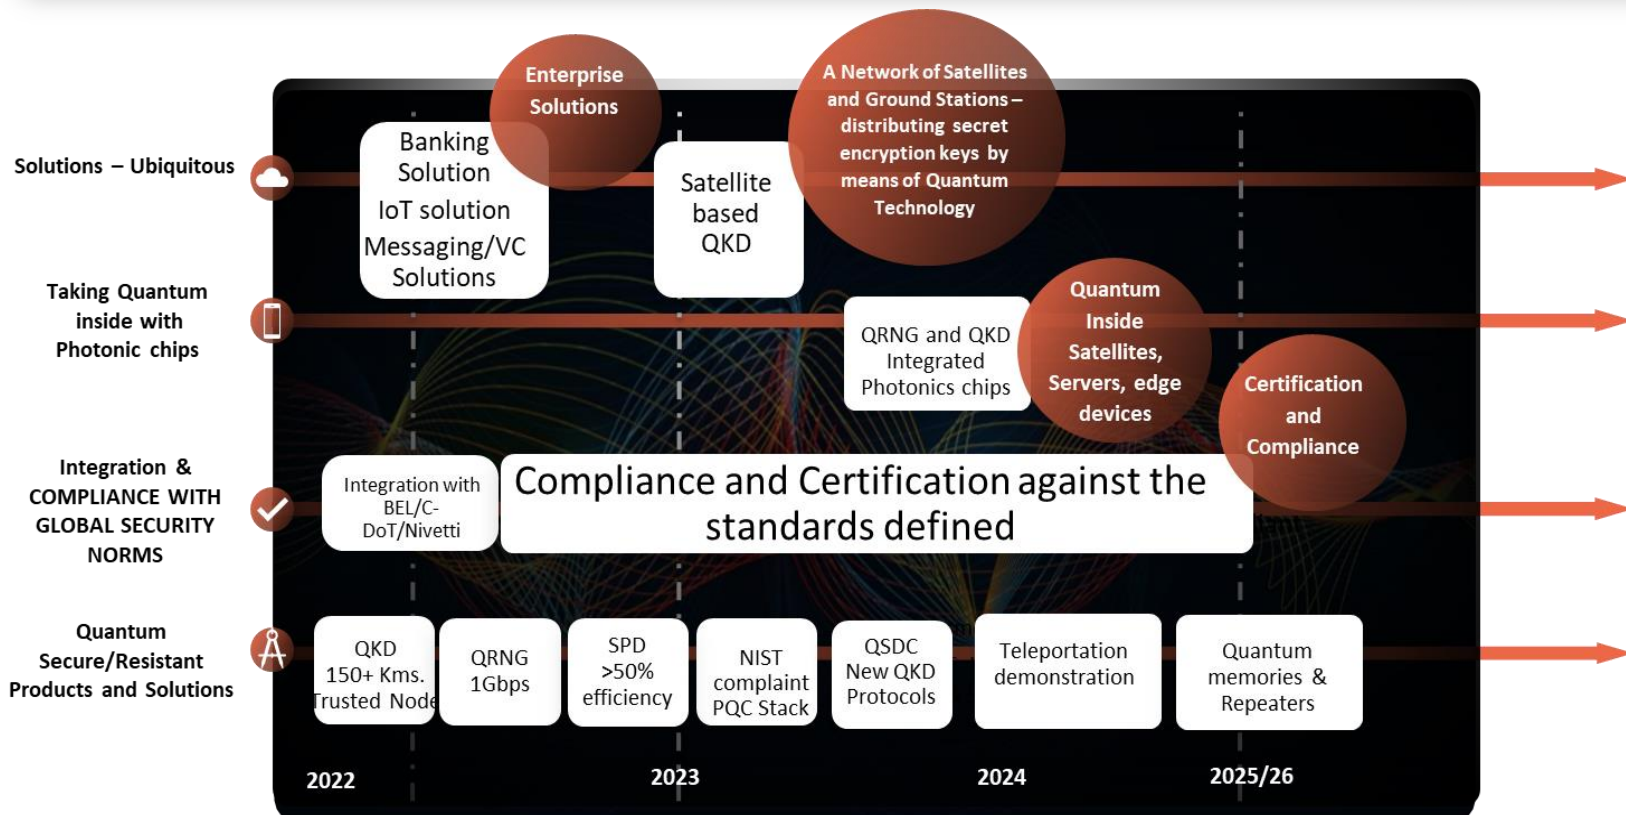 Enterprise
Solutions
A Network of Satellites
and Ground Stations –
distributing secret
encryption keys by
means of Quantum
Technology
Solutions – Ubiquitous
Banking
Solution
IoT solution
Messaging/VC
Solutions
Satellite
based
QKD
Taking Quantum
inside with
Photonic chips
QRNG and QKD
Integrated
Photonics chips
Quantum
Inside
Satellites,
Servers, edge
devices
Certification
and
Compliance
Integration &
COMPLIANCE WITH
GLOBAL SECURITY
NORMS
Integration with
BEL/C-
DoT/Nivetti
Compliance and Certification against the
standards defined
Quantum
Secure/Resistant
Products and Solutions
QKD
150+ Kms.
Trusted Node
QRNG
1Gbps
SPD
>50%
efficiency
NIST
complaint
PQC Stack
QSDC
New QKD
Protocols
Teleportation
demonstration
Quantum
memories &
Repeaters
2022
2023
2024
2025/26